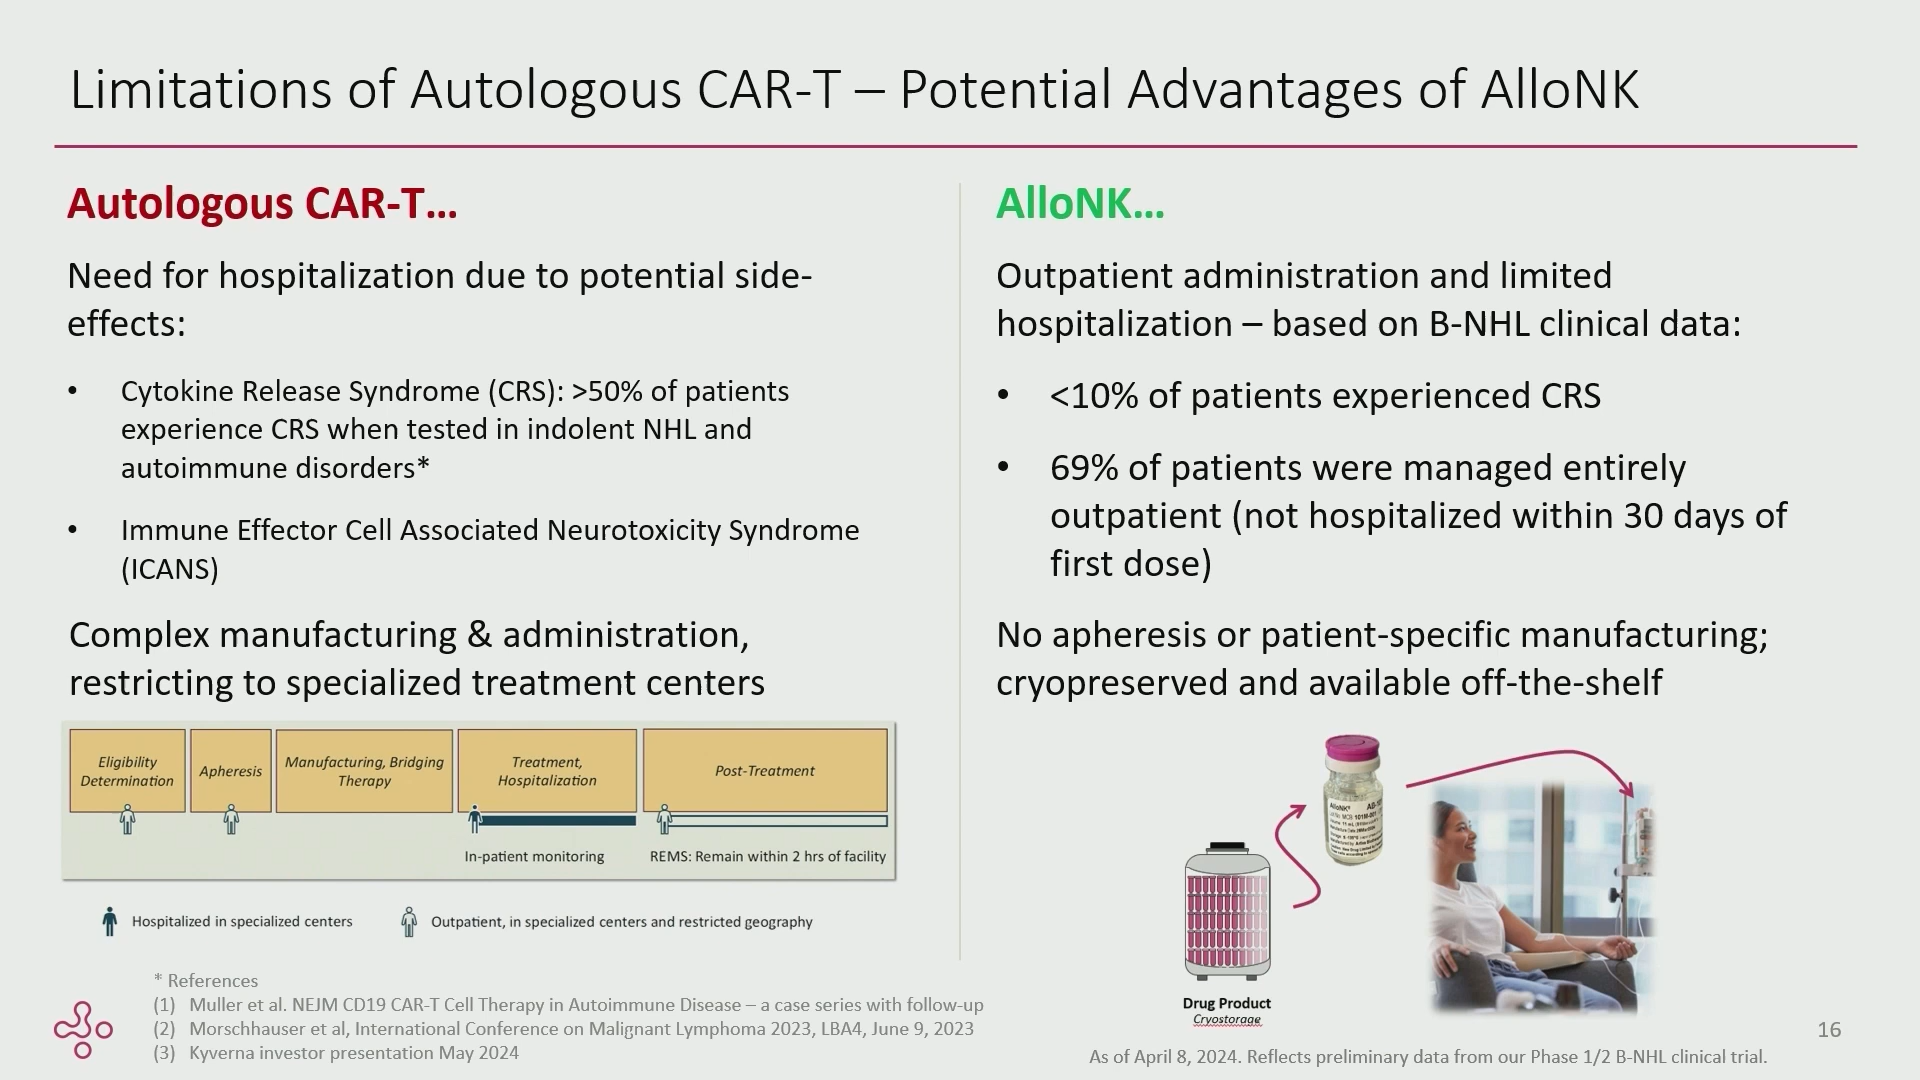 Limitations of Autologous CAR-T – Potential Advantages of AlloNK
Autologous CAR-T...
Need for hospitalization due to potential side-
effects:
• Cytokine Release Syndrome (CRS): >50% of patients
experience CRS when tested in indolent NHL and
autoimmune disorders*
• Immune Effector Cell Associated Neurotoxicity Syndrome
(ICANS)
Complex manufacturing & administration,
restricting to specialized treatment centers
Eligibility
Determination
Apheresis
Manufacturing, Bridging
Therapy
Treatment,
Hospitalization
Post-Treatment
In-patient monitoring
REMS: Remain within 2 hrs of facility
Hospitalized in specialized centers
Outpatient, in specialized centers and restricted geography
* References
(1) Muller et al. NEJM CD19 CAR-T Cell Therapy in Autoimmune Disease – a case series with follow-up
(2) Morschhauser et al, International Conference on Malignant Lymphoma 2023, LBA4, June 9, 2023
(3) Kyverna investor presentation May 2024
AlloNK...
Outpatient administration and limited
hospitalization – based on B-NHL clinical data:
• <10% of patients experienced CRS
• 69% of patients were managed entirely
outpatient (not hospitalized within 30 days of
first dose)
No apheresis or patient-specific manufacturing;
cryopreserved and available off-the-shelf
AlloNK®
Drug Product
Cryostorage
As of April 8, 2024. Reflects preliminary data from our Phase 1/2 B-NHL clinical trial.
16